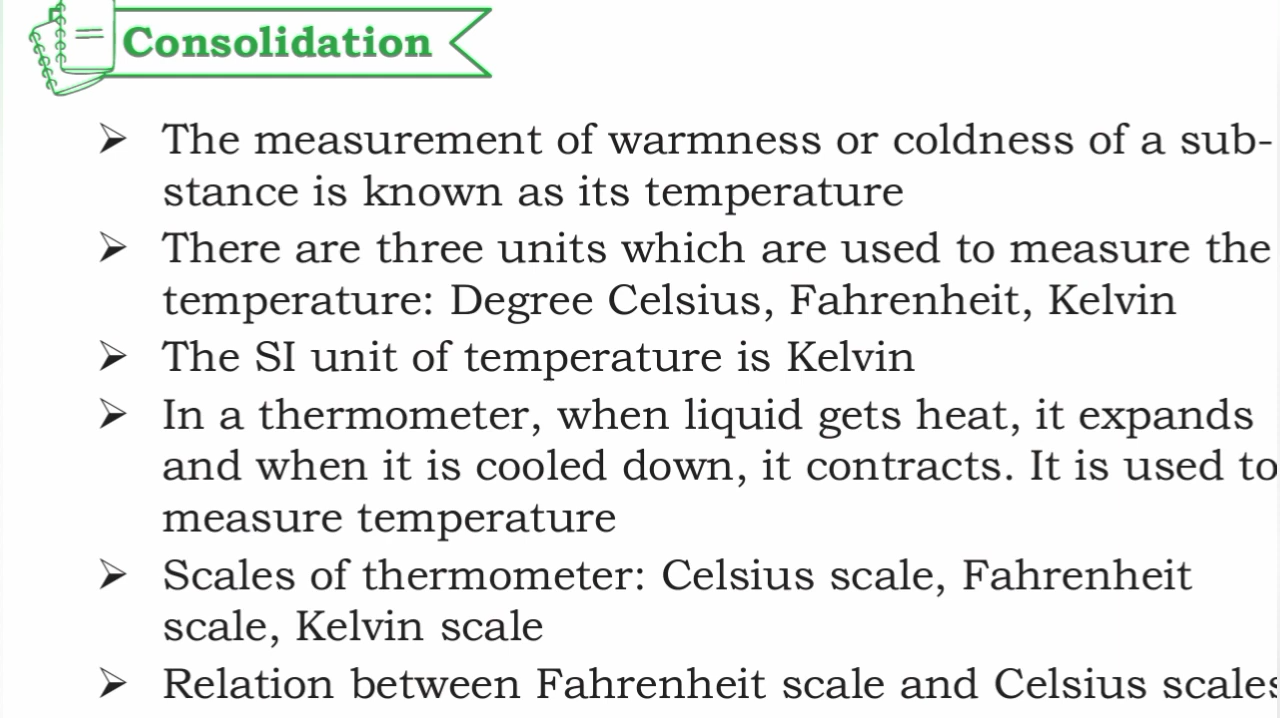 Consolidation
➤ The measurement of warmness or coldness of a sub-
stance is known as its temperature
➤ There are three units which are used to measure the
temperature: Degree Celsius, Fahrenheit, Kelvin
➤ The SI unit of temperature is Kelvin
➤ In a thermometer, when liquid gets heat, it expands
and when it is cooled down, it contracts. It is used to
measure temperature
➤ Scales of thermometer: Celsius scale, Fahrenheit
scale, Kelvin scale
➤ Relation between Fahrenheit scale and Celsius scales